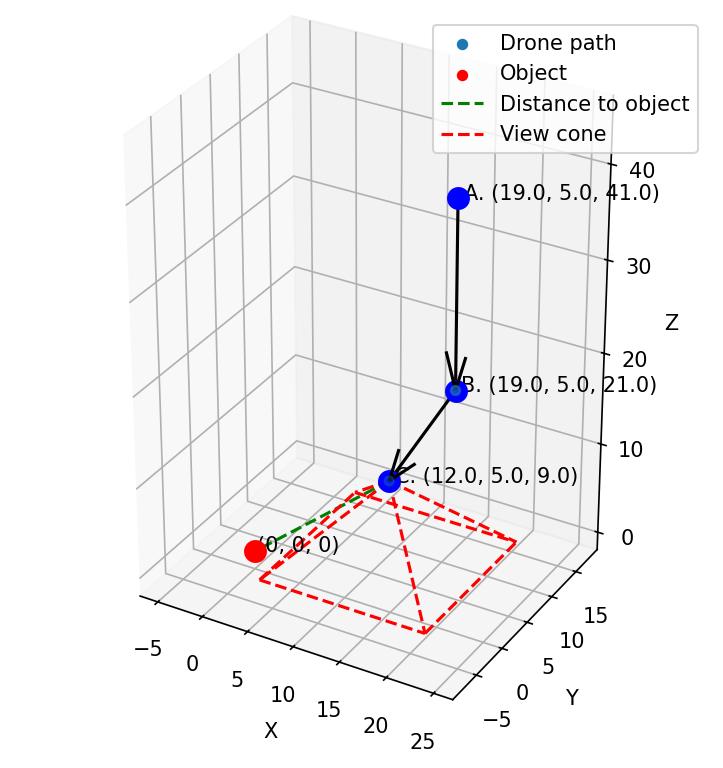 Drone path
Object
Distance to object
View cone
A. (19.0, 5.0, 41.0)
B. (19.0, 5.0, 21.0)
C. (12.0, 5.0, 9.0)
(0, 0, 0)
40
30
20
10
0
Z
−5
0
5
10
15
20
25
X
−5
0
5
10
15
Y